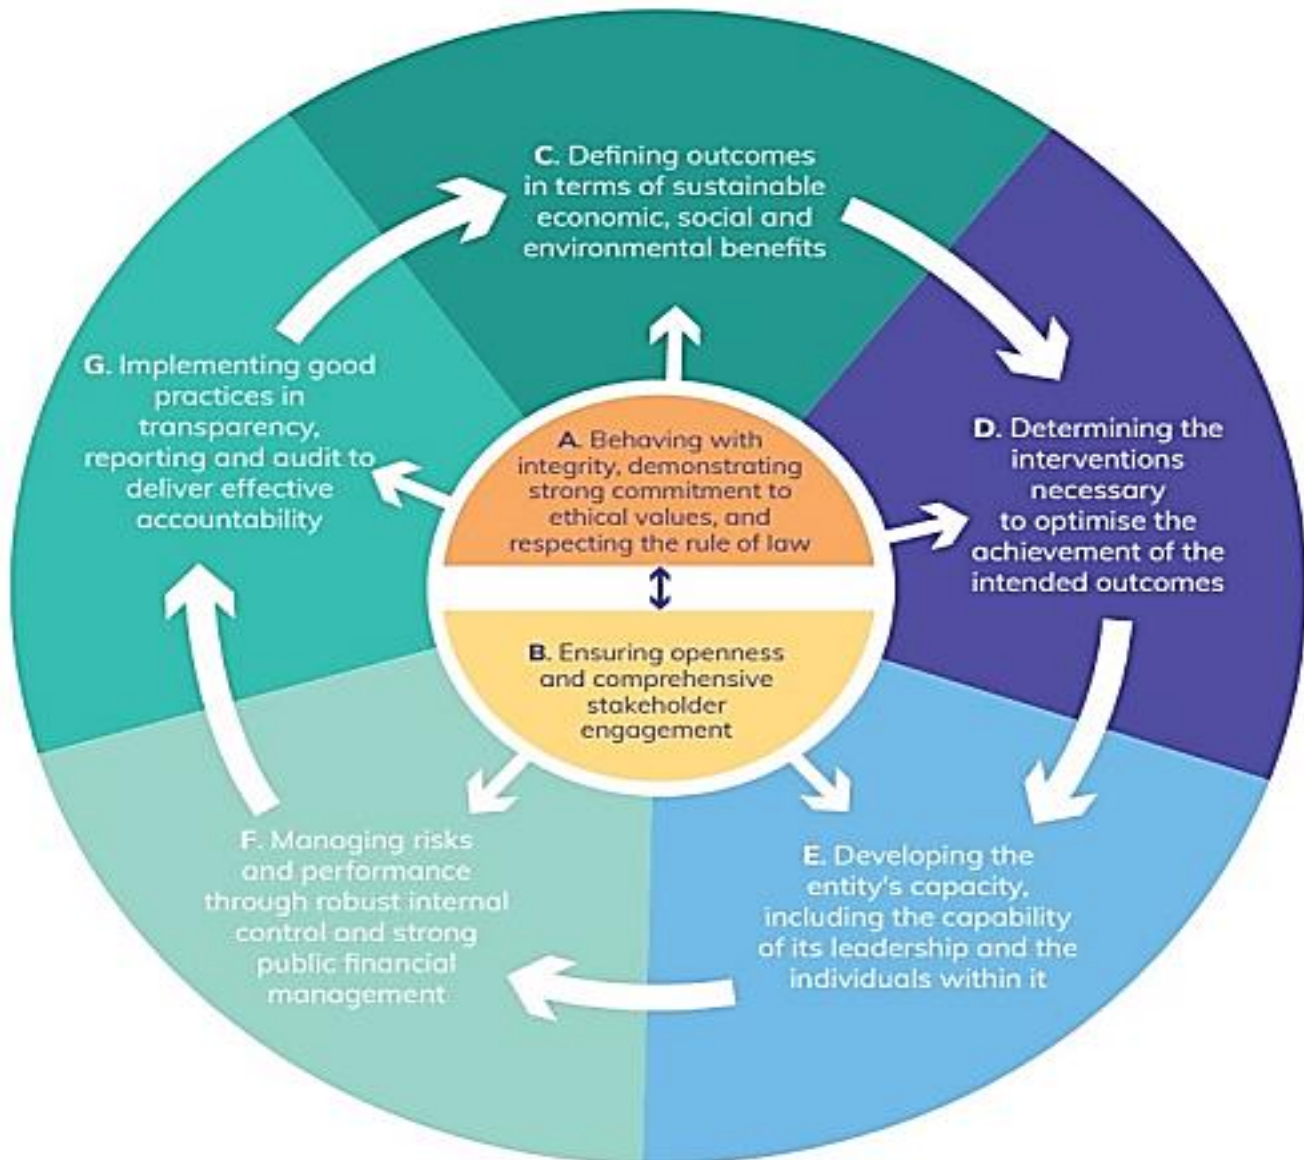 C. Defining outcomes
in terms of sustainable
economic, social and
environmental benefits
G. Implementing good
practices in
transparency,
reporting and audit to
deliver effective
accountability
A. Behaving with
integrity, demonstrating
strong commitment to
ethical values, and
respecting the rule of law
D. Determining the
interventions
necessary
to optimise the
achievement of the
intended outcomes
B. Ensuring openness
and comprehensive
stakeholder
engagement
F. Managing risks
and performance
through robust internal
control and strong
public financial
management
E. Developing the
entity's capacity,
including the capability
of its leadership and the
individuals within it